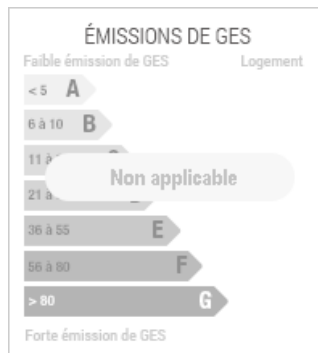 ÉMISSIONS DE GES
Faible émission de GES Logement
< 5 A
6 à 10 B
11 à
Non applicable
21 à
36 à 55 E
56 à 80 F
> 80 G
Forte émission de GES